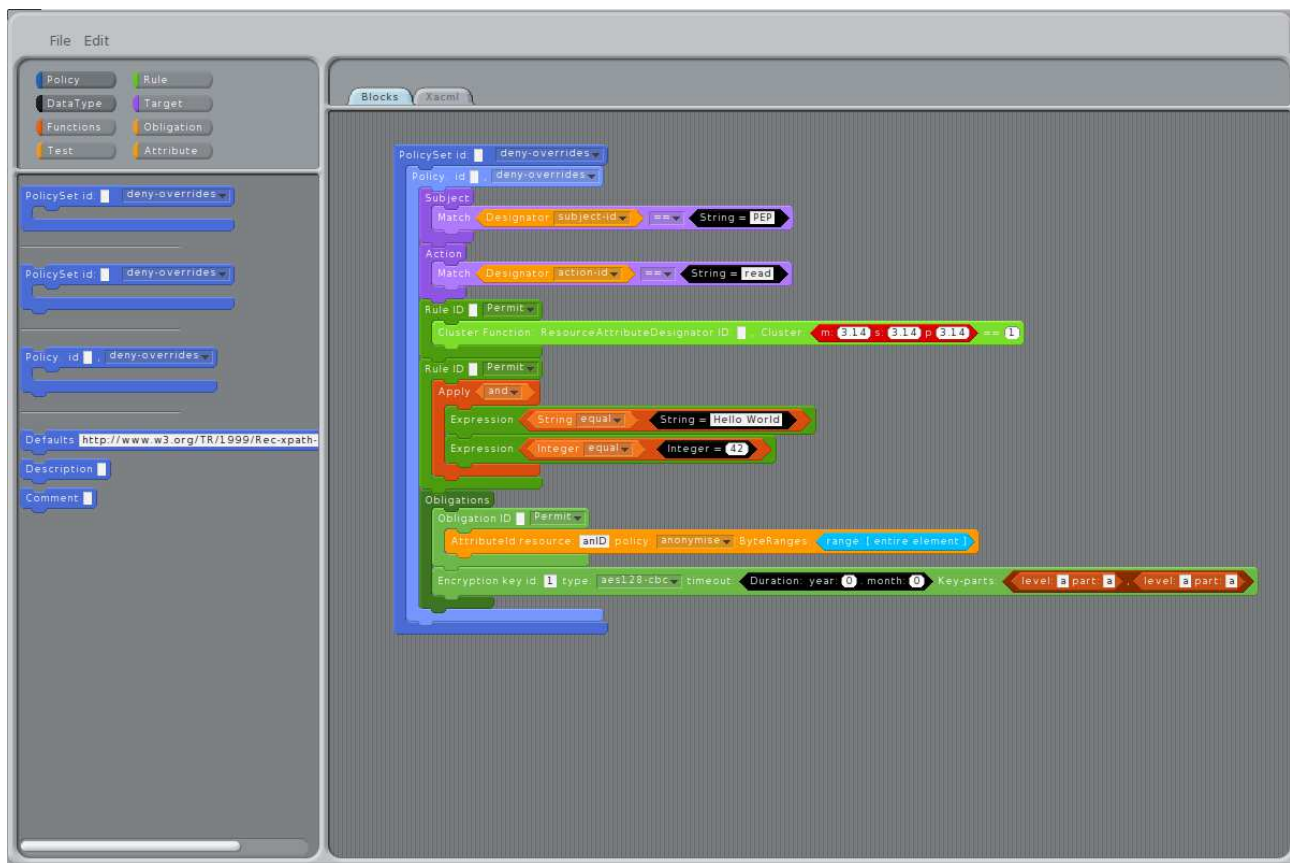 File Edit
Policy Rule
DataType Target
Functions Obligation
Test Attribute
PolicySet id: deny-overrides
PolicySet id: deny-overrides
Policy id , deny-overrides
Defaults http://www.w3.org/TR/1999/Rec-xpath-
Description
Comment
Blocks Xacml
PolicySet id: deny-overrides
Policy id , deny-overrides
Subject
Match Designator subject-id == String = PEP
Action
Match Designator action-id == String = read
Rule ID Permit
Cluster Function: ResourceAttributeDesignator ID , Cluster: m: 3.14 s: 3.14 p 3.14 == 1
Rule ID Permit
Apply and
Expression String equal String = Hello World
Expression Integer equal Integer = 42
Obligations
Obligation ID Permit
AttributeId resource: anID policy: anonymise ByteRanges: range [ entire element ]
Encryption key id: 1 type: aes128-cbc timeout: Duration: year: 0 , month: 0 Key-parts: level: a part: a , level: a part: a